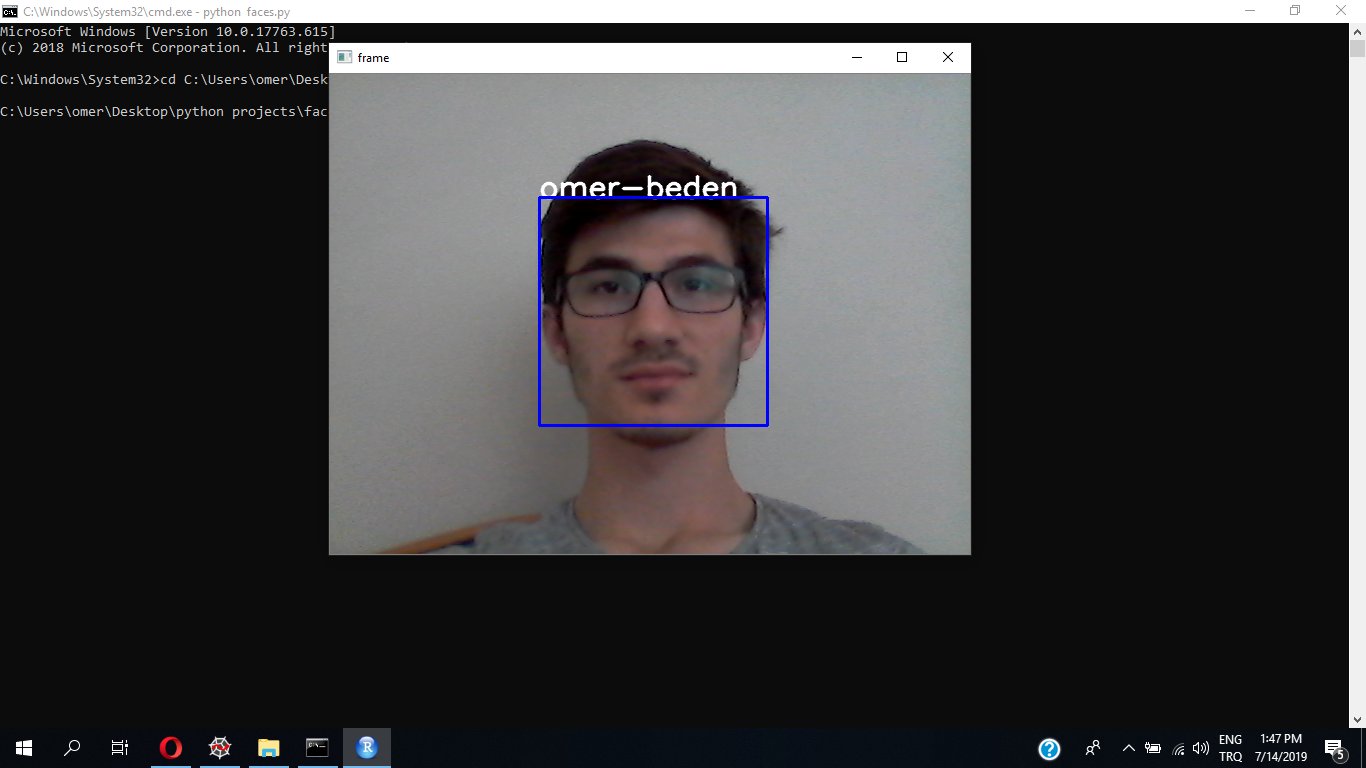 C:\Windows\System32\cmd.exe - python faces.py
Microsoft Windows [Version 10.0.17763.615]
(c) 2018 Microsoft Corporation. All right
C:\Windows\System32>cd C:\Users\omer\Desk
C:\Users\omer\Desktop\python projects\fac
frame
omer-beden
ENG
TRQ
1:47 PM
7/14/2019
5